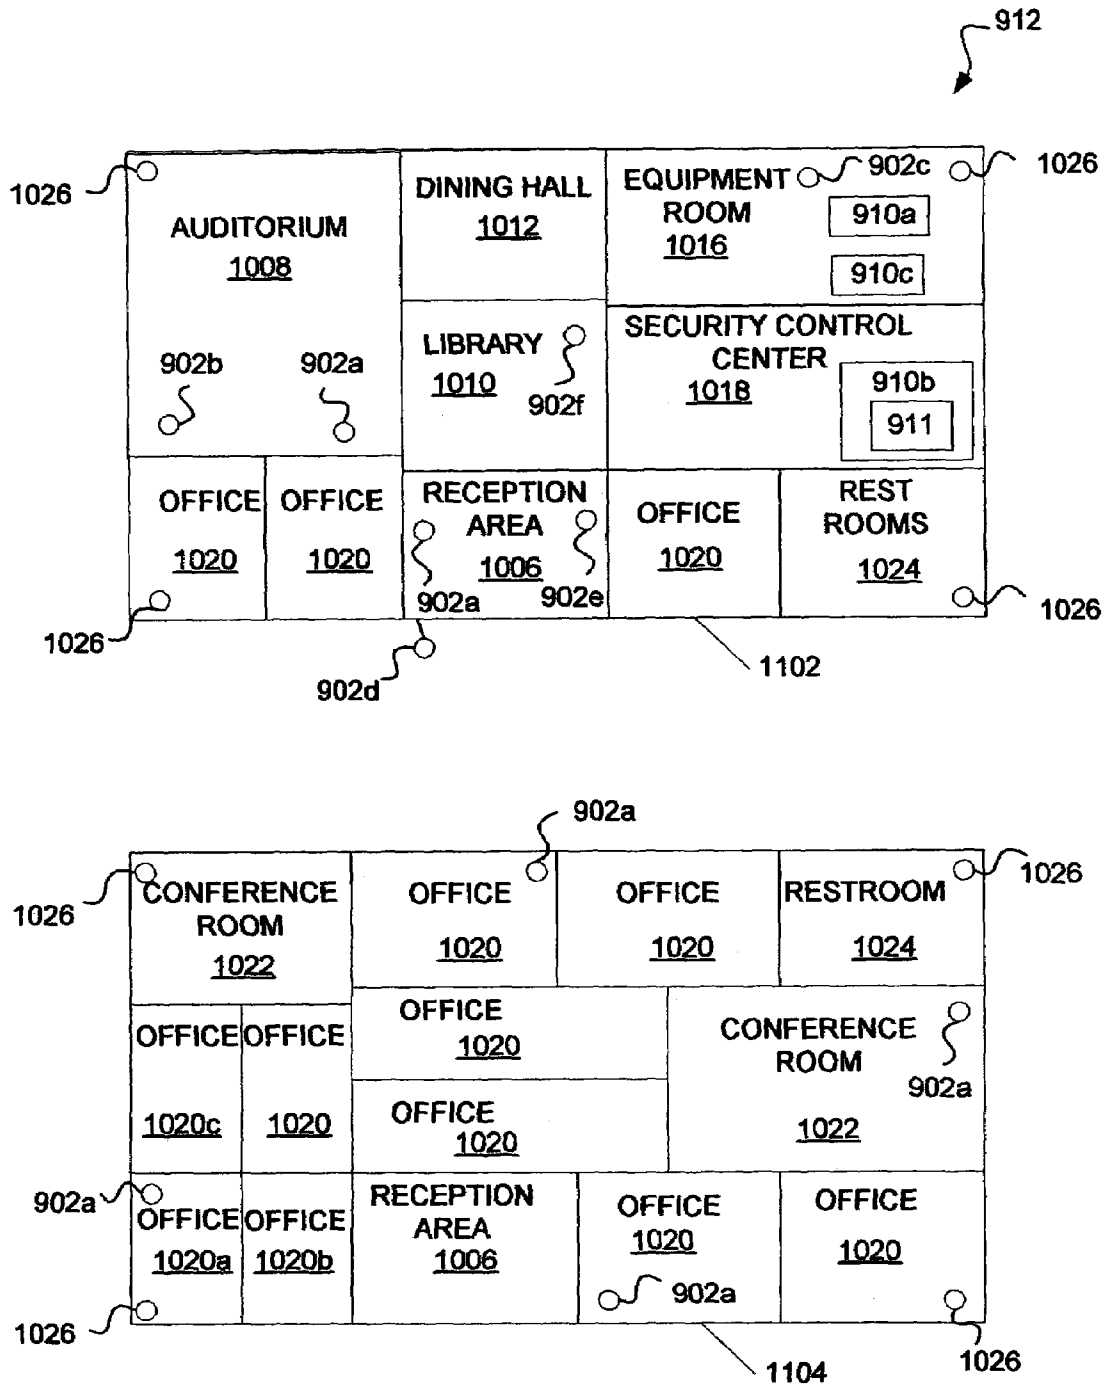 912
1026
AUDITORIUM
1008
DINING HALL
1012
EQUIPMENT
ROOM
1016
902c
1026
910a
910c
902b
902a
LIBRARY
1010
902f
SECURITY CONTROL
CENTER
1018
910b
911
OFFICE
1020
OFFICE
1020
RECEPTION
AREA
1006
902a
902e
OFFICE
1020
REST
ROOMS
1024
1026
1026
902d
1102
902a
1026
CONFERENCE
ROOM
1022
OFFICE
1020
OFFICE
1020
RESTROOM
1024
1026
OFFICE
1020c
OFFICE
1020
OFFICE
1020
OFFICE
1020
CONFERENCE
ROOM
1022
902a
902a
OFFICE
1020a
OFFICE
1020b
RECEPTION
AREA
1006
OFFICE
1020
902a
OFFICE
1020
1026
1026
1104